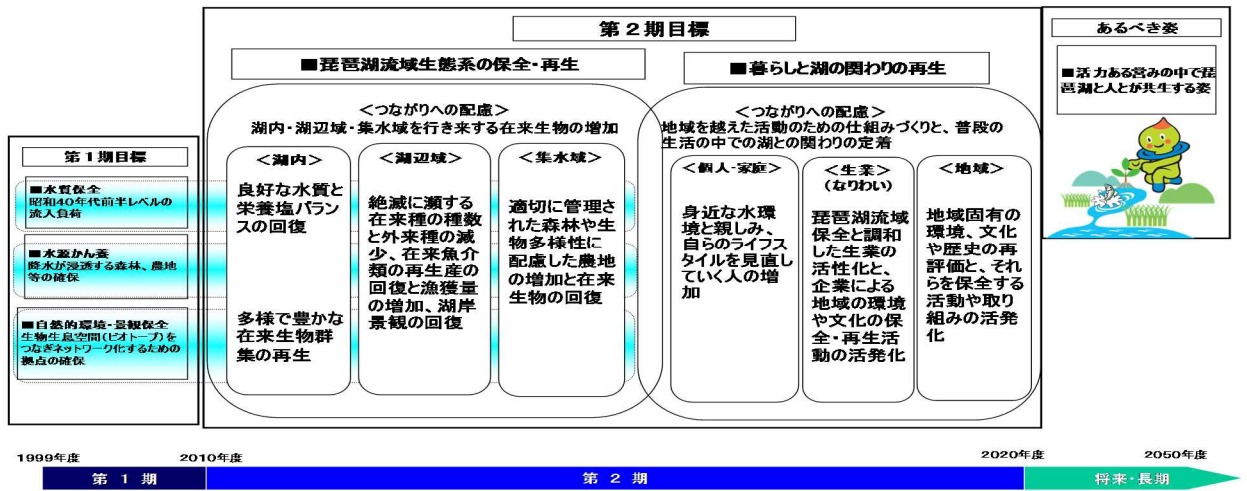 第1期目標
■水質保全
昭和40年代前半レベルの
流入負荷
■水源かん養
降水が浸透する森林、農地
等の確保
■自然的環境・景観保全
生物生息空間(ビオトープ)を
つなぎネットワーク化するための
拠点の確保
第2期目標
■琵琶湖流域生態系の保全・再生
<つながりへの配慮>
湖内・湖辺域・集水域を行き来する在来生物の増加
<湖内>
良好な水質と
栄養塩バラン
スの回復
多様で豊かな
在来生物群
集の再生
<湖辺域>
絶滅に瀕する
在来種の種数
と外来種の減
少、在来魚介
類の再生産の
回復と漁獲量
の増加、湖岸
景観の回復
<集水域>
適切に管理さ
れた森林や生
物多様性に
配慮した農地
の増加と在来
生物の回復
■暮らしと湖の関わりの再生
<つながりへの配慮>
地域を越えた活動のための仕組みづくりと、普段の
生活の中での湖との関わりの定着
<個人・家庭>
身近な水環
境と親しみ、
自らのライフス
タイルを見直し
ていく人の増
加
<生業>
(なりわい)
琵琶湖流域
保全と調和
した生業の
活性化と、
企業による
地域の環境
や文化の保
全・再生活
動の活発化
<地域>
地域固有の
環境、文化
や歴史の再
評価と、それ
らを保全する
活動や取り
組みの活発
化
あるべき姿
■活力ある営みの中で琵
琶湖と人とが共生する姿
1999年度
2010年度
2020年度
2050年度
第1期
第2期
将来・長期